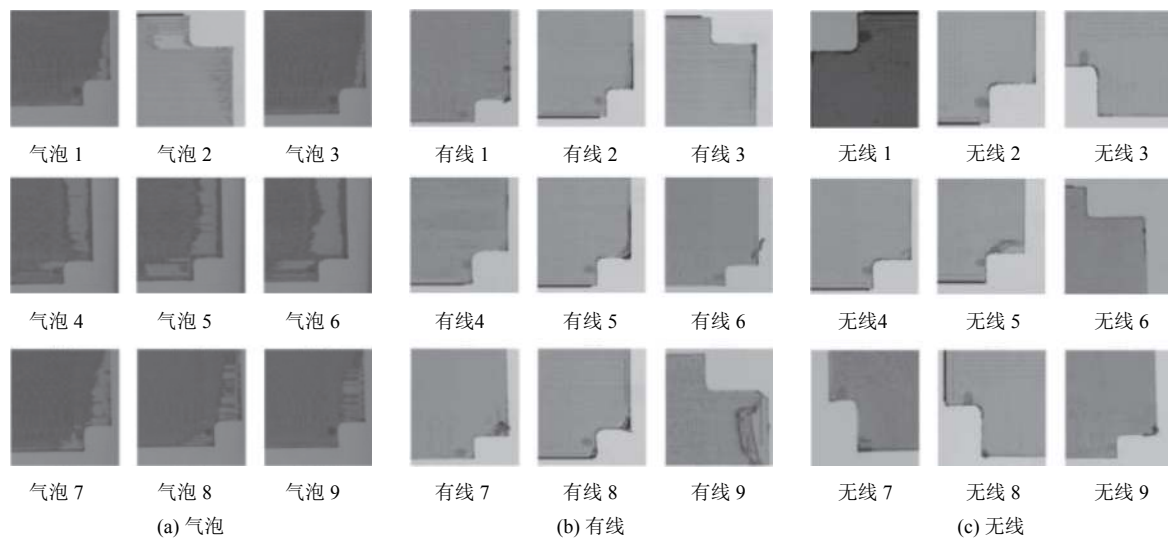 气泡 1 气泡 2 气泡 3 有线 1 有线 2 有线 3 无线 1 无线 2 无线 3
气泡 4 气泡 5 气泡 6 有线4 有线 5 有线 6 无线4 无线 5 无线 6
气泡 7 气泡 8 气泡 9 有线 7 有线 8 有线 9 无线 7 无线 8 无线 9
(a) 气泡 (b) 有线 (c) 无线